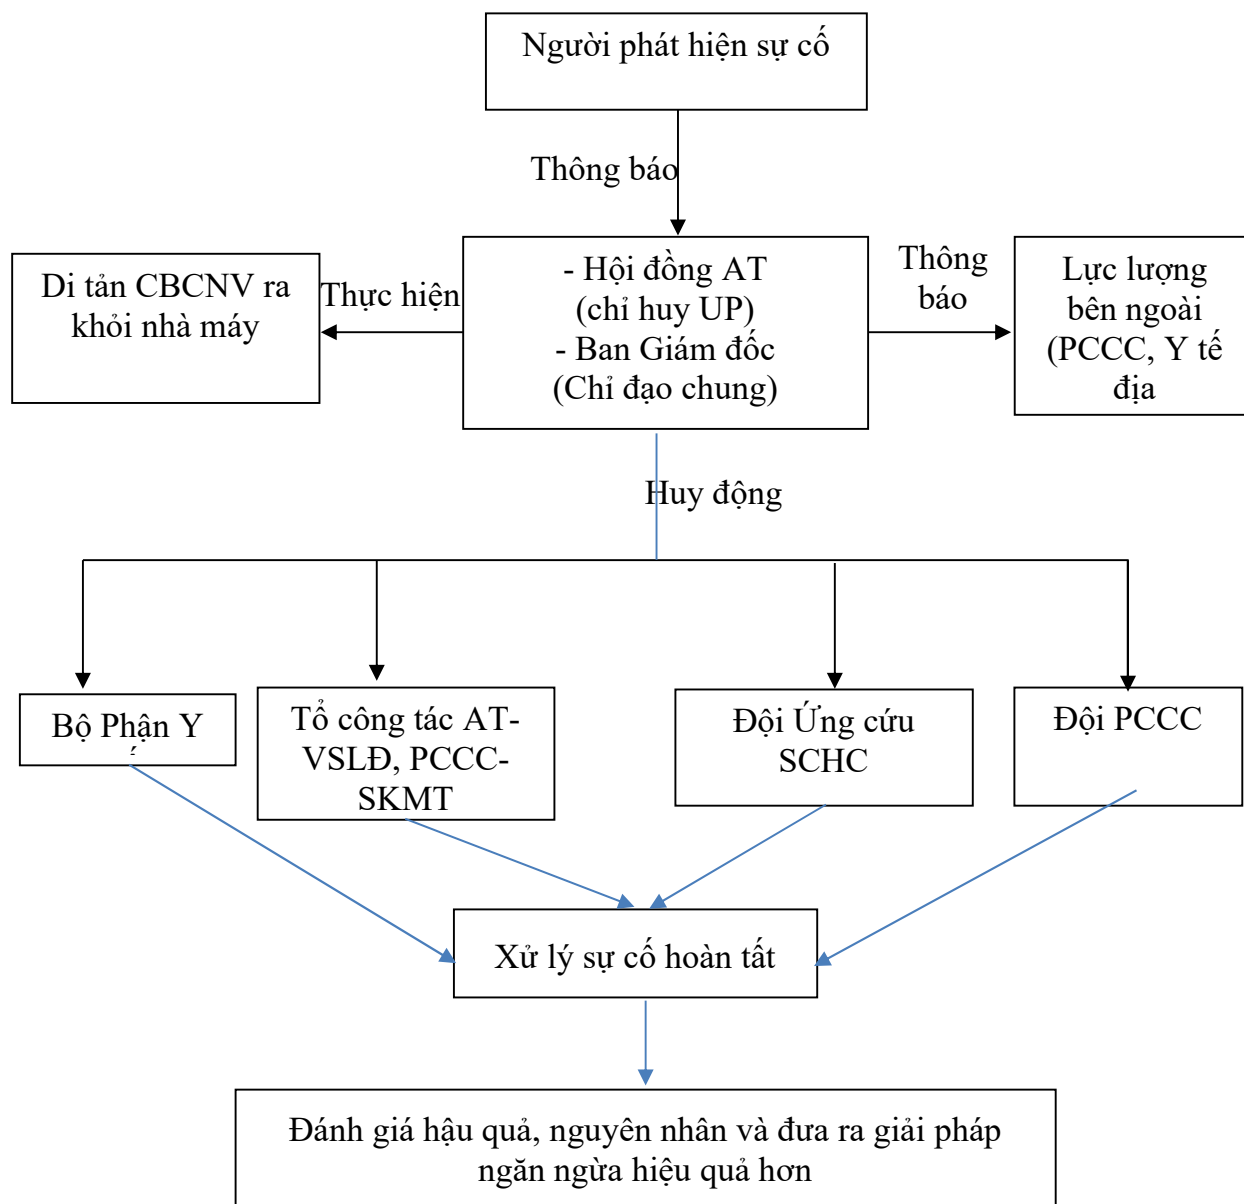 Người phát hiện sự cố
Thông báo
Di tản CBCNV ra
khỏi nhà máy
Thực hiện
- Hội đồng AT
(chỉ huy UP)
- Ban Giám đốc
(Chỉ đạo chung)
Thông
báo
Lực lượng
bên ngoài
(PCCC, Y tế
địa
Huy động
Bộ Phận Y
Tổ công tác AT-
VSLĐ, PCCC-
SKMT
Đội Ứng cứu
SCHC
Đội PCCC
Xử lý sự cố hoàn tất
Đánh giá hậu quả, nguyên nhân và đưa ra giải pháp
ngăn ngừa hiệu quả hơn